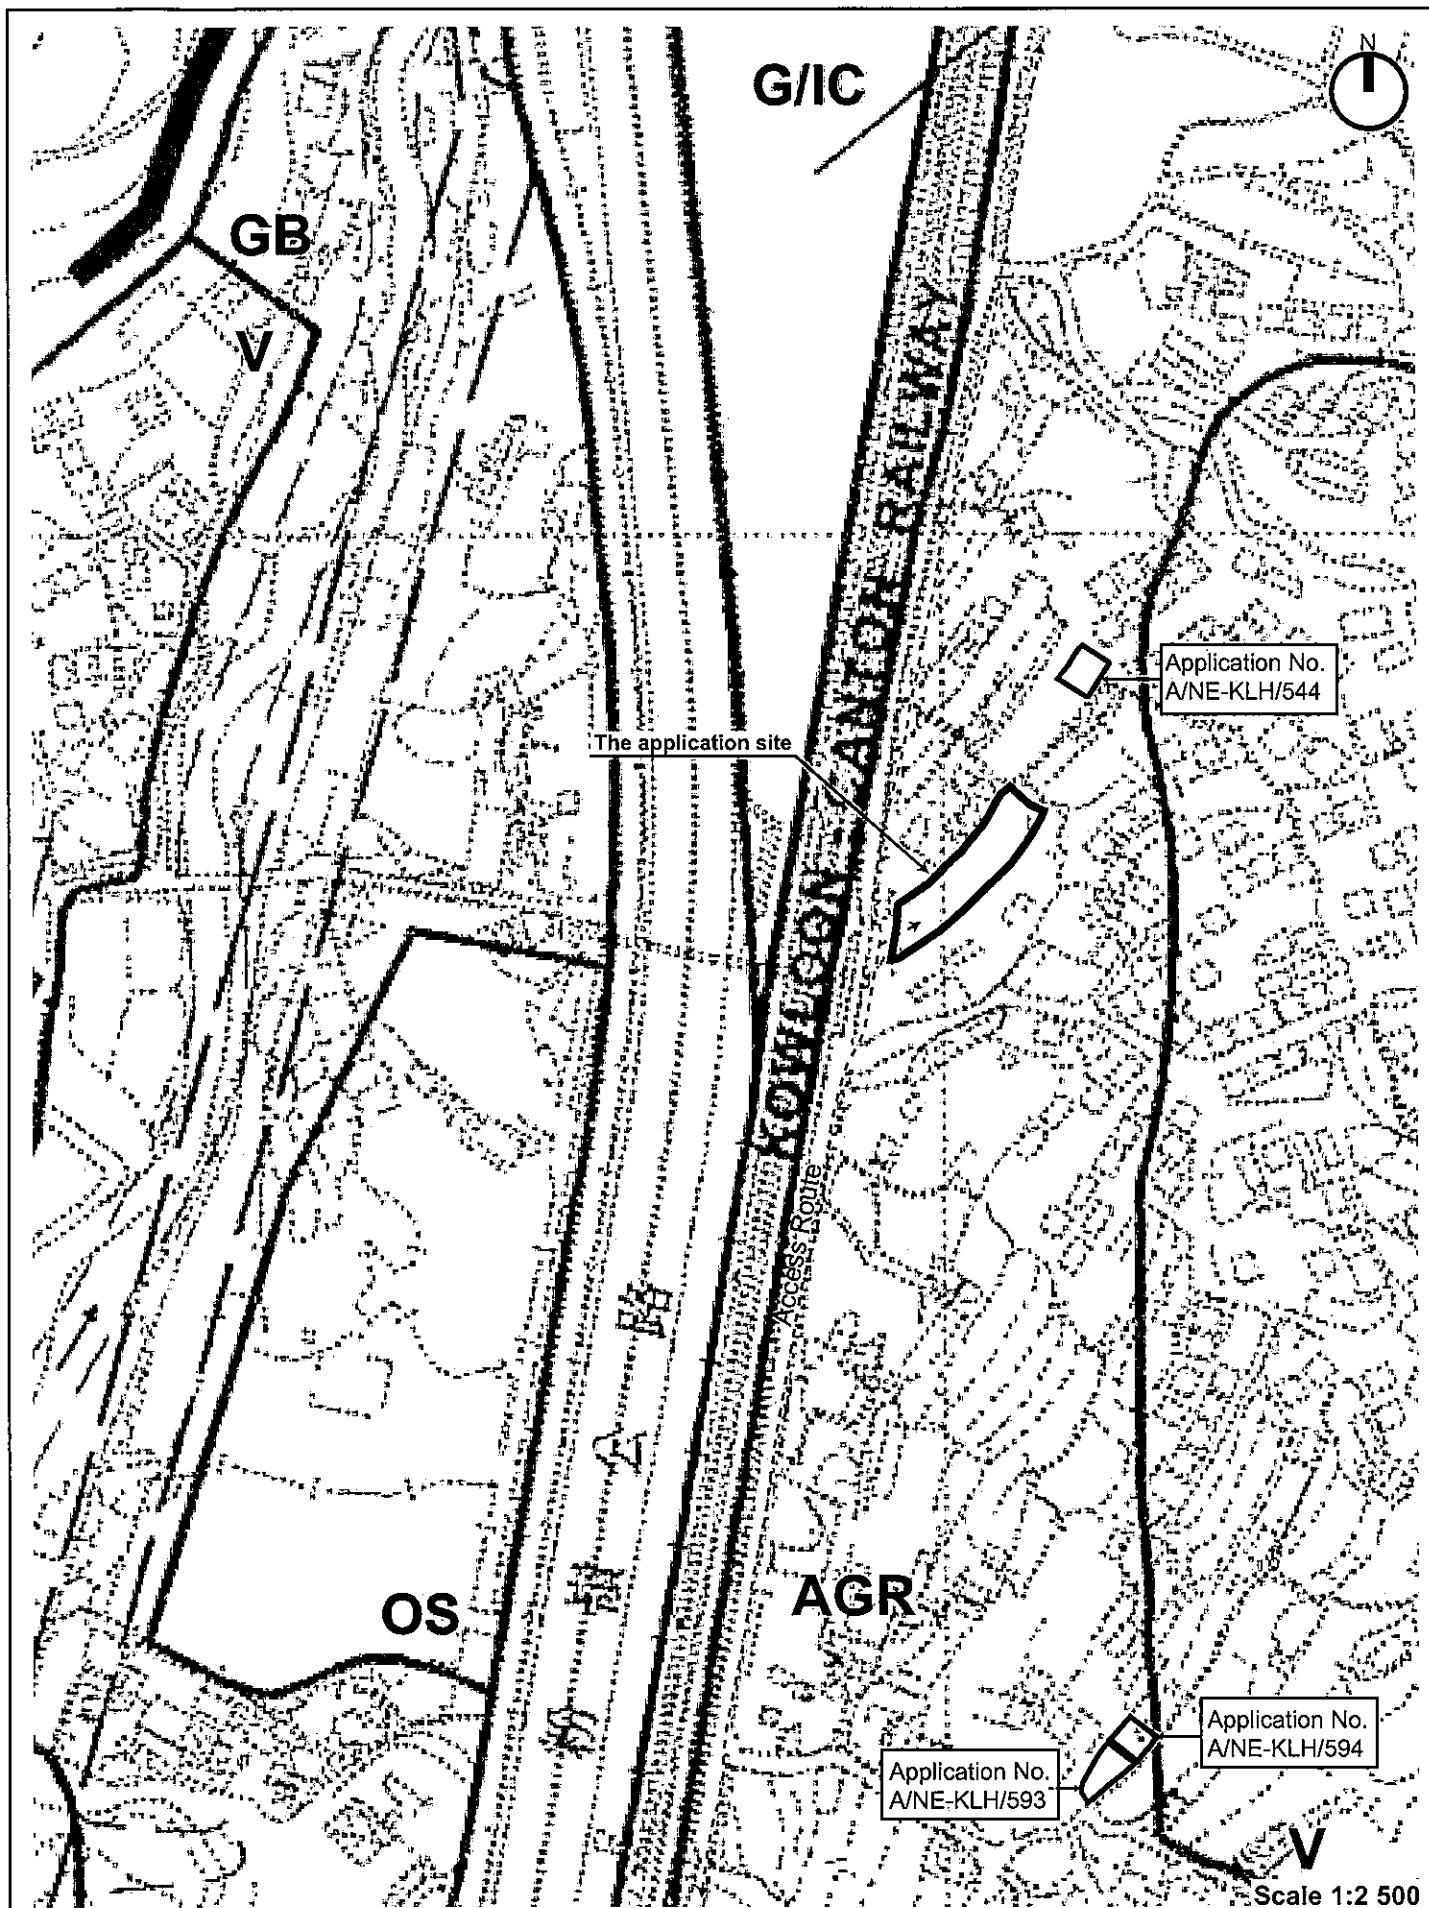 N
G/IC
GB
V
KOWLOON-CANTON RAILWAY
Application No.
A/NE-KLH/544
The application site
Access Route
AGR
OS
Application No.
A/NE-KLH/594
Application No.
A/NE-KLH/593
V
Scale 1:2 500